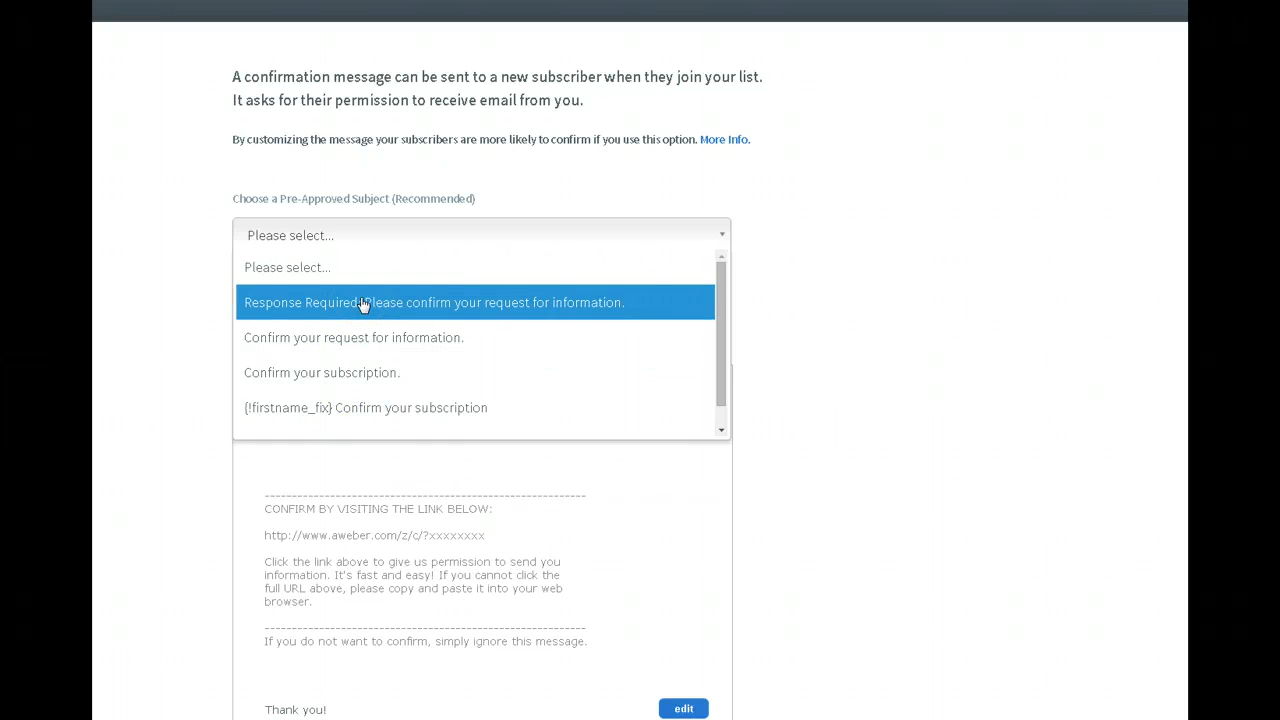 A confirmation message can be sent to a new subscriber when they join your list.
It asks for their permission to receive email from you.
By customizing the message your subscribers are more likely to confirm if you use this option. More Info.
Choose a Pre-Approved Subject (Recommended)
Please select...
Please select...
Response Required: Please confirm your request for information.
Confirm your request for information.
Confirm your subscription.
{!firstname_fix} Confirm your subscription
------------------------------------------------------------
CONFIRM BY VISITING THE LINK BELOW:
http://www.aweber.com/z/c/?xxxxxxxx
Click the link above to give us permission to send you
information. It's fast and easy! If you cannot click the
full URL above, please copy and paste it into your web
browser.
------------------------------------------------------------
If you do not want to confirm, simply ignore this message.
Thank you!
edit